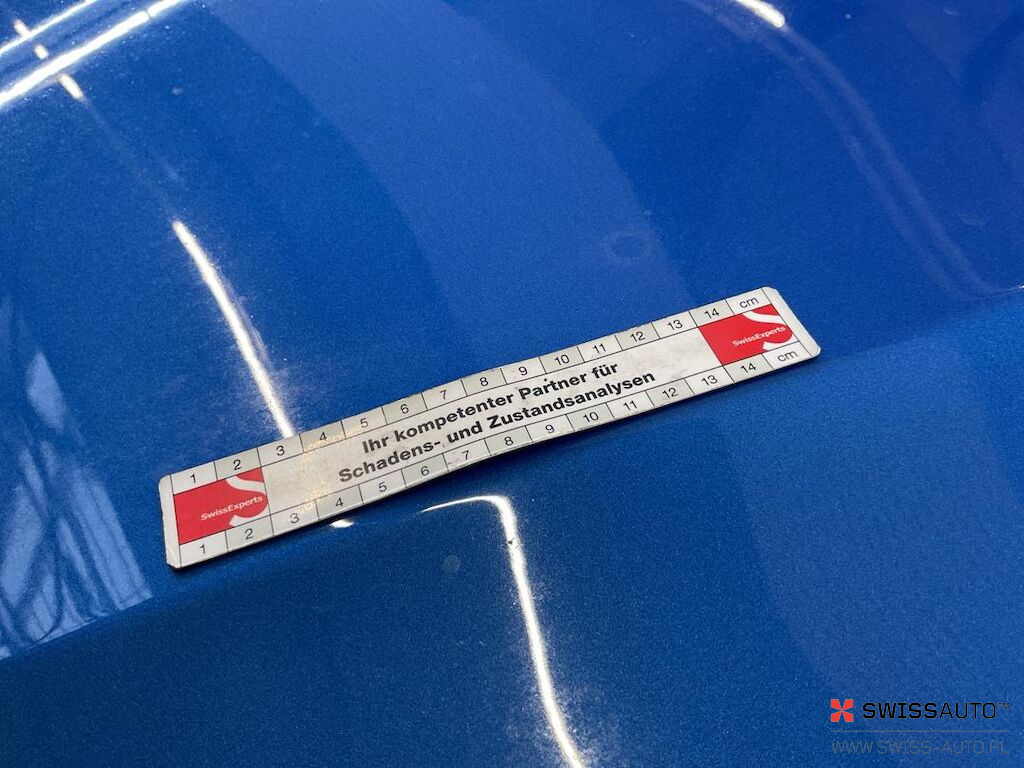 1 2 3 4 5 6 7 8 9 10 11 12 13 14 cm
SwissExperts
Ihr kompetenter Partner für
Schadens- und Zustandsanalysen
SwissExperts
1 2 3 4 5 6 7 8 9 10 11 12 13 14 cm
SWISSAUTO
WWW.SWISS-AUTO.PL